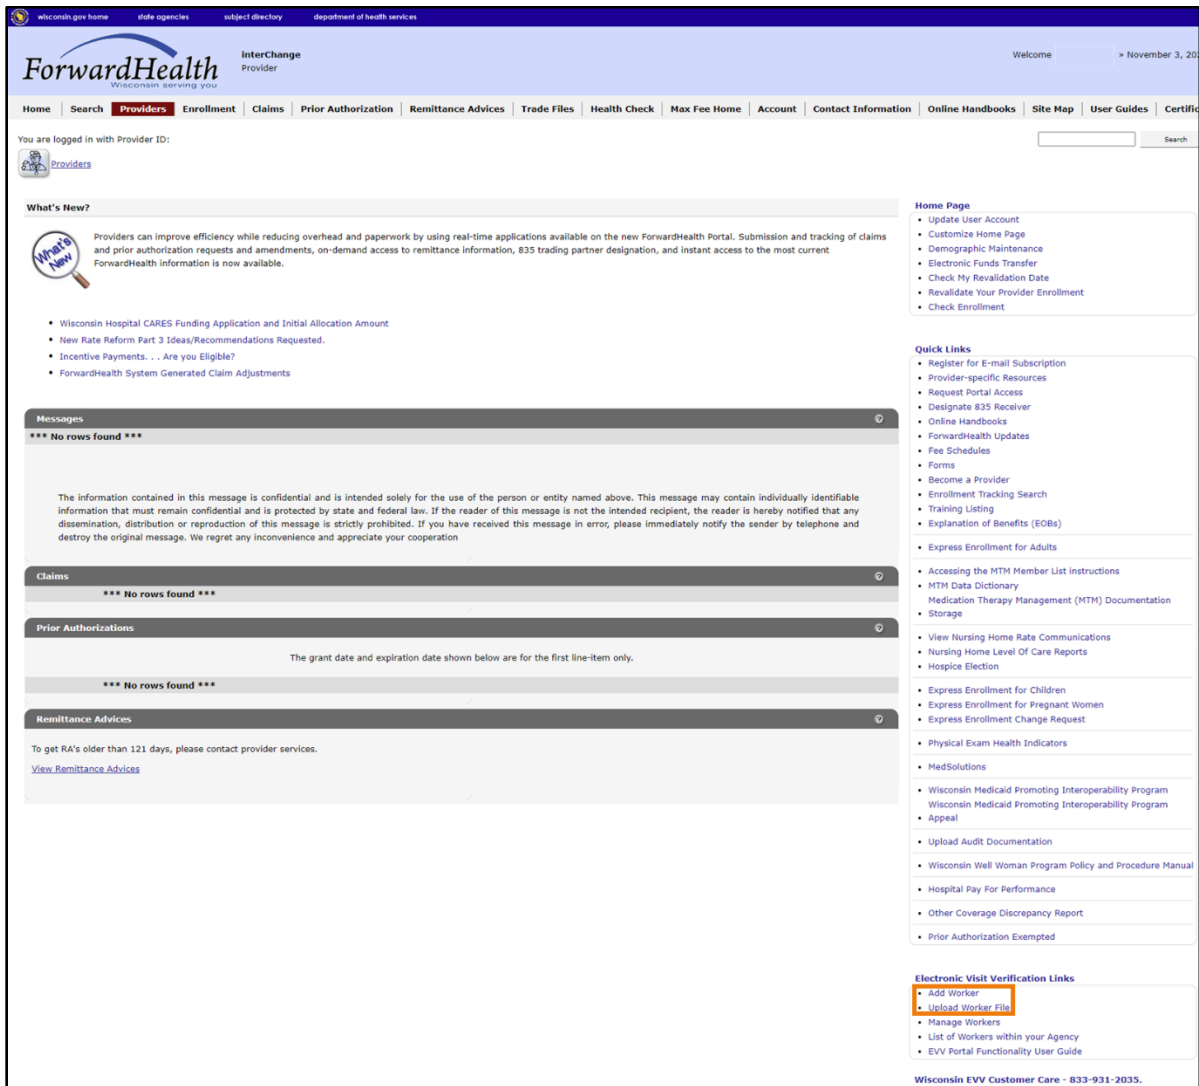 wisconsin.gov home state agencies subject directory department of health services
ForwardHealth
Wisconsin serving you
interChange
Provider
Welcome » November 3, 202
Home Search Providers Enrollment Claims Prior Authorization Remittance Advices Trade Files Health Check Max Fee Home Account Contact Information Online Handbooks Site Map User Guides Certific
You are logged in with Provider ID:
Search
Providers
What's New?
What's New
Providers can improve efficiency while reducing overhead and paperwork by using real-time applications available on the new ForwardHealth Portal. Submission and tracking of claims
and prior authorization requests and amendments, on-demand access to remittance information, 835 trading partner designation, and instant access to the most current
ForwardHealth information is now available.
• Wisconsin Hospital CARES Funding Application and Initial Allocation Amount
• New Rate Reform Part 3 Ideas/Recommendations Requested.
• Incentive Payments. . . Are you Eligible?
• ForwardHealth System Generated Claim Adjustments
Messages
*** No rows found ***
The information contained in this message is confidential and is intended solely for the use of the person or entity named above. This message may contain individually identifiable
information that must remain confidential and is protected by state and federal law. If the reader of this message is not the intended recipient, the reader is hereby notified that any
dissemination, distribution or reproduction of this message is strictly prohibited. If you have received this message in error, please immediately notify the sender by telephone and
destroy the original message. We regret any inconvenience and appreciate your cooperation
Claims
*** No rows found ***
Prior Authorizations
The grant date and expiration date shown below are for the first line-item only.
*** No rows found ***
Remittance Advices
To get RA's older than 121 days, please contact provider services.
View Remittance Advices
Home Page
• Update User Account
• Customize Home Page
• Demographic Maintenance
• Electronic Funds Transfer
• Check My Revalidation Date
• Revalidate Your Provider Enrollment
• Check Enrollment
Quick Links
• Register for E-mail Subscription
• Provider-specific Resources
• Request Portal Access
• Designate 835 Receiver
• Online Handbooks
• ForwardHealth Updates
• Fee Schedules
• Forms
• Become a Provider
• Enrollment Tracking Search
• Training Listing
• Explanation of Benefits (EOBs)
• Express Enrollment for Adults
• Accessing the MTM Member List instructions
• MTM Data Dictionary
Medication Therapy Management (MTM) Documentation
• Storage
• View Nursing Home Rate Communications
• Nursing Home Level Of Care Reports
• Hospice Election
• Express Enrollment for Children
• Express Enrollment for Pregnant Women
• Express Enrollment Change Request
• Physical Exam Health Indicators
• MedSolutions
• Wisconsin Medicaid Promoting Interoperability Program
Wisconsin Medicaid Promoting Interoperability Program
• Appeal
• Upload Audit Documentation
• Wisconsin Well Woman Program Policy and Procedure Manual
• Hospital Pay For Performance
• Other Coverage Discrepancy Report
• Prior Authorization Exempted
Electronic Visit Verification Links
• Add Worker
• Upload Worker File
• Manage Workers
• List of Workers within your Agency
• EVV Portal Functionality User Guide
Wisconsin EVV Customer Care - 833-931-2035.